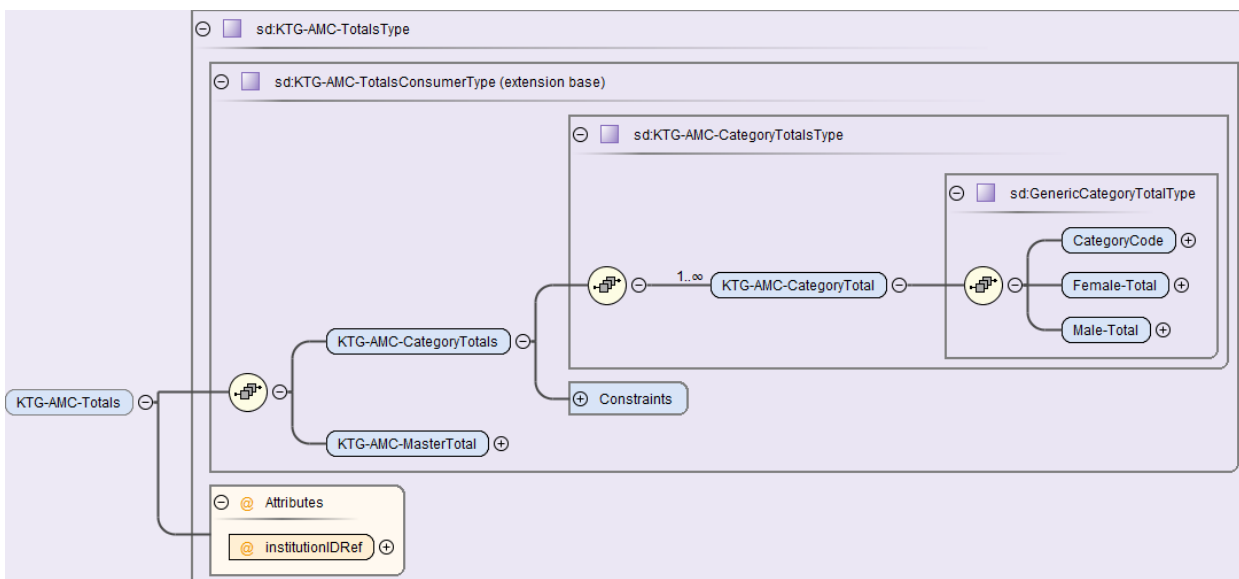 sd:KTG-AMC-TotalsType
sd:KTG-AMC-TotalsConsumerType (extension base)
sd:KTG-AMC-CategoryTotalsType
sd:GenericCategoryTotalType
CategoryCode
1..∞
KTG-AMC-CategoryTotal
Female-Total
Male-Total
KTG-AMC-CategoryTotals
Constraints
KTG-AMC-Totals
KTG-AMC-MasterTotal
@ Attributes
@ institutionIDRef